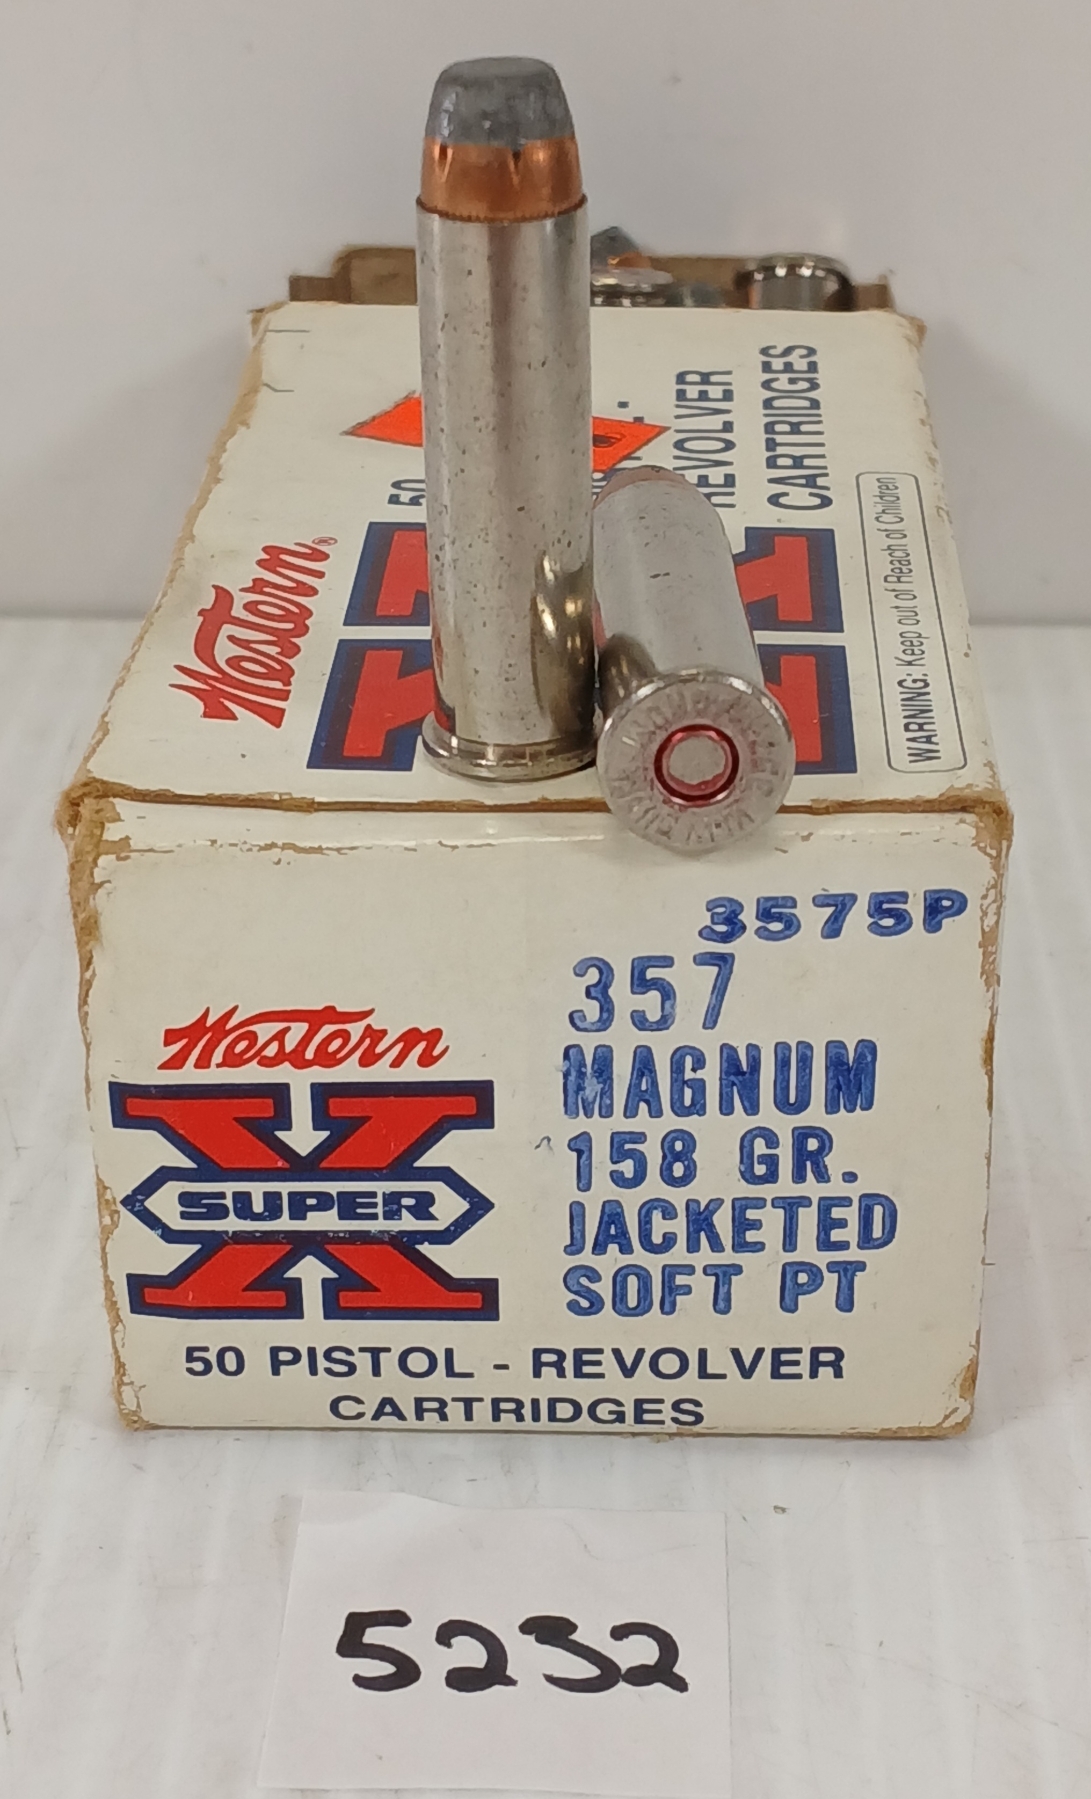 50
REVOLVER
CARTRIDGES
Western®
WARNING: Keep out of Reach of Children
3575P
357
MAGNUM
158 GR.
JACKETED
SOFT PT
Western
X
SUPER
50 PISTOL - REVOLVER
CARTRIDGES
5232